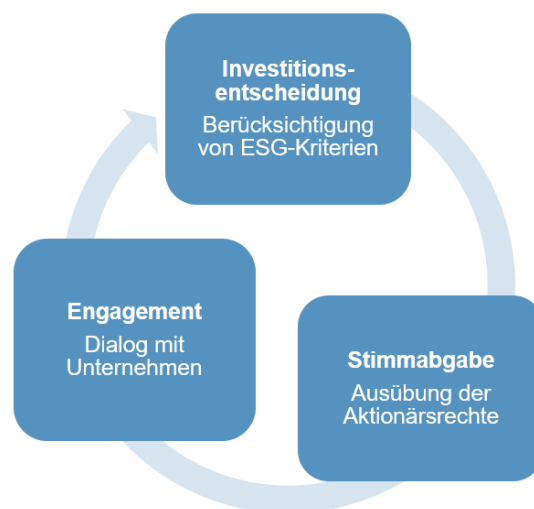 Investitions-
entscheidung
Berücksichtigung
von ESG-Kriterien
Engagement
Dialog mit
Unternehmen
Stimmabgabe
Ausübung der
Aktionärsrechte